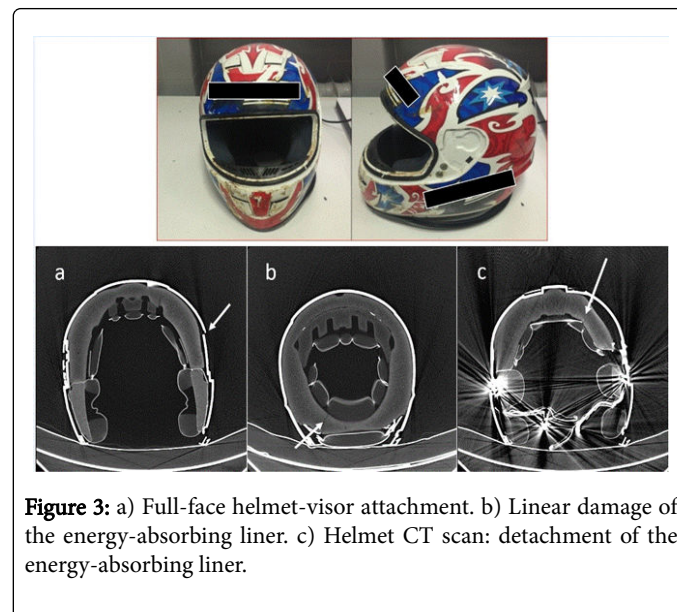 a
b
c
Figure 3: a) Full-face helmet-visor attachment. b) Linear damage of
the energy-absorbing liner. c) Helmet CT scan: detachment of the
energy-absorbing liner.